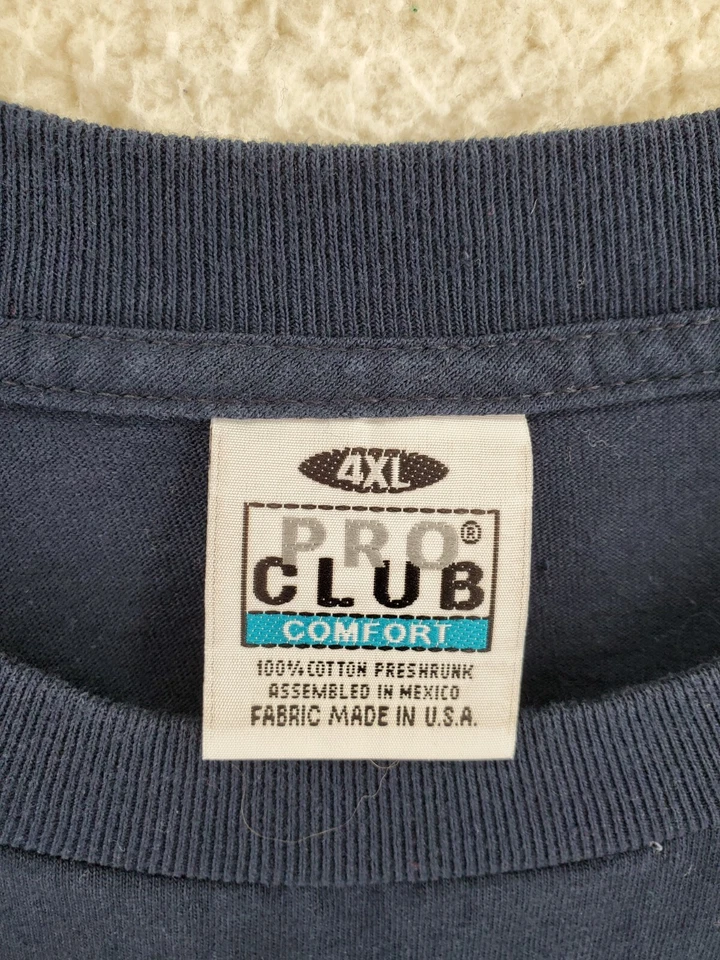 4XL
PRO®
CLUB
COMFORT
100% COTTON PRESHRUNK
ASSEMBLED IN MEXICO
FABRIC MADE IN U.S.A.